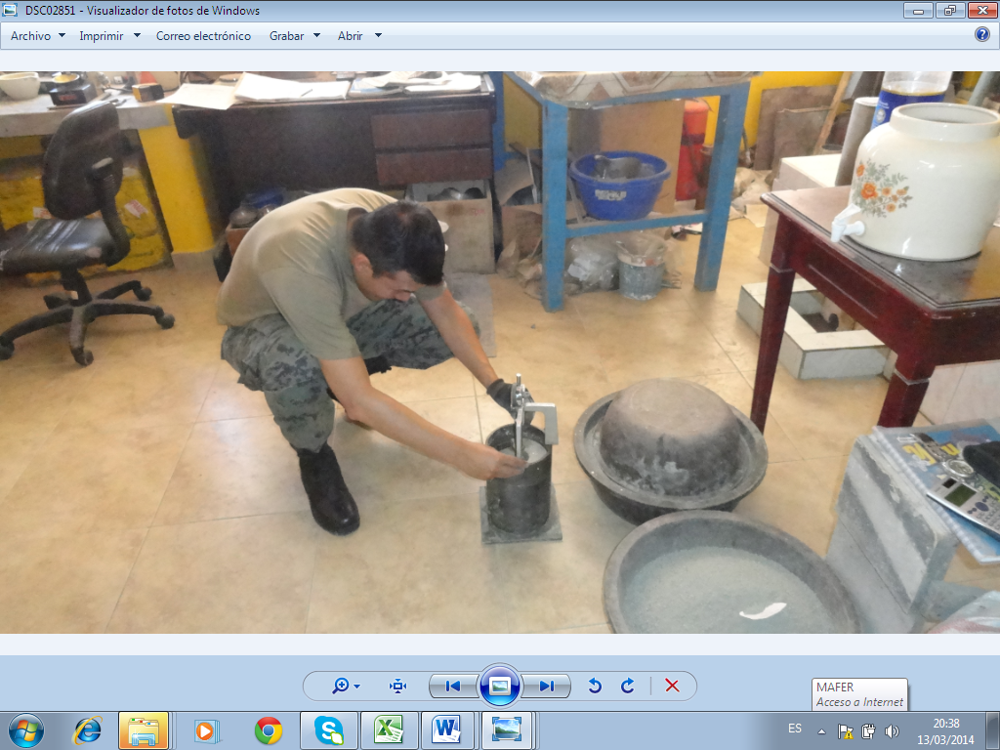 DSC02851 - Visualizador de fotos de Windows
Archivo Imprimir Correo electrónico Grabar Abrir
MAFER
Acceso a Internet
ES
20:38
13/03/2014